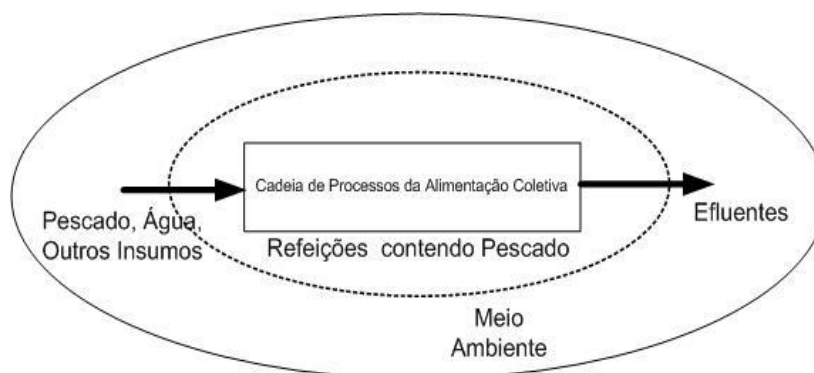 Cadeia de Processos da Alimentação Coletiva
Pescado, Água,
Outros Insumos
Refeições contendo Pescado
Efluentes
Meio
Ambiente